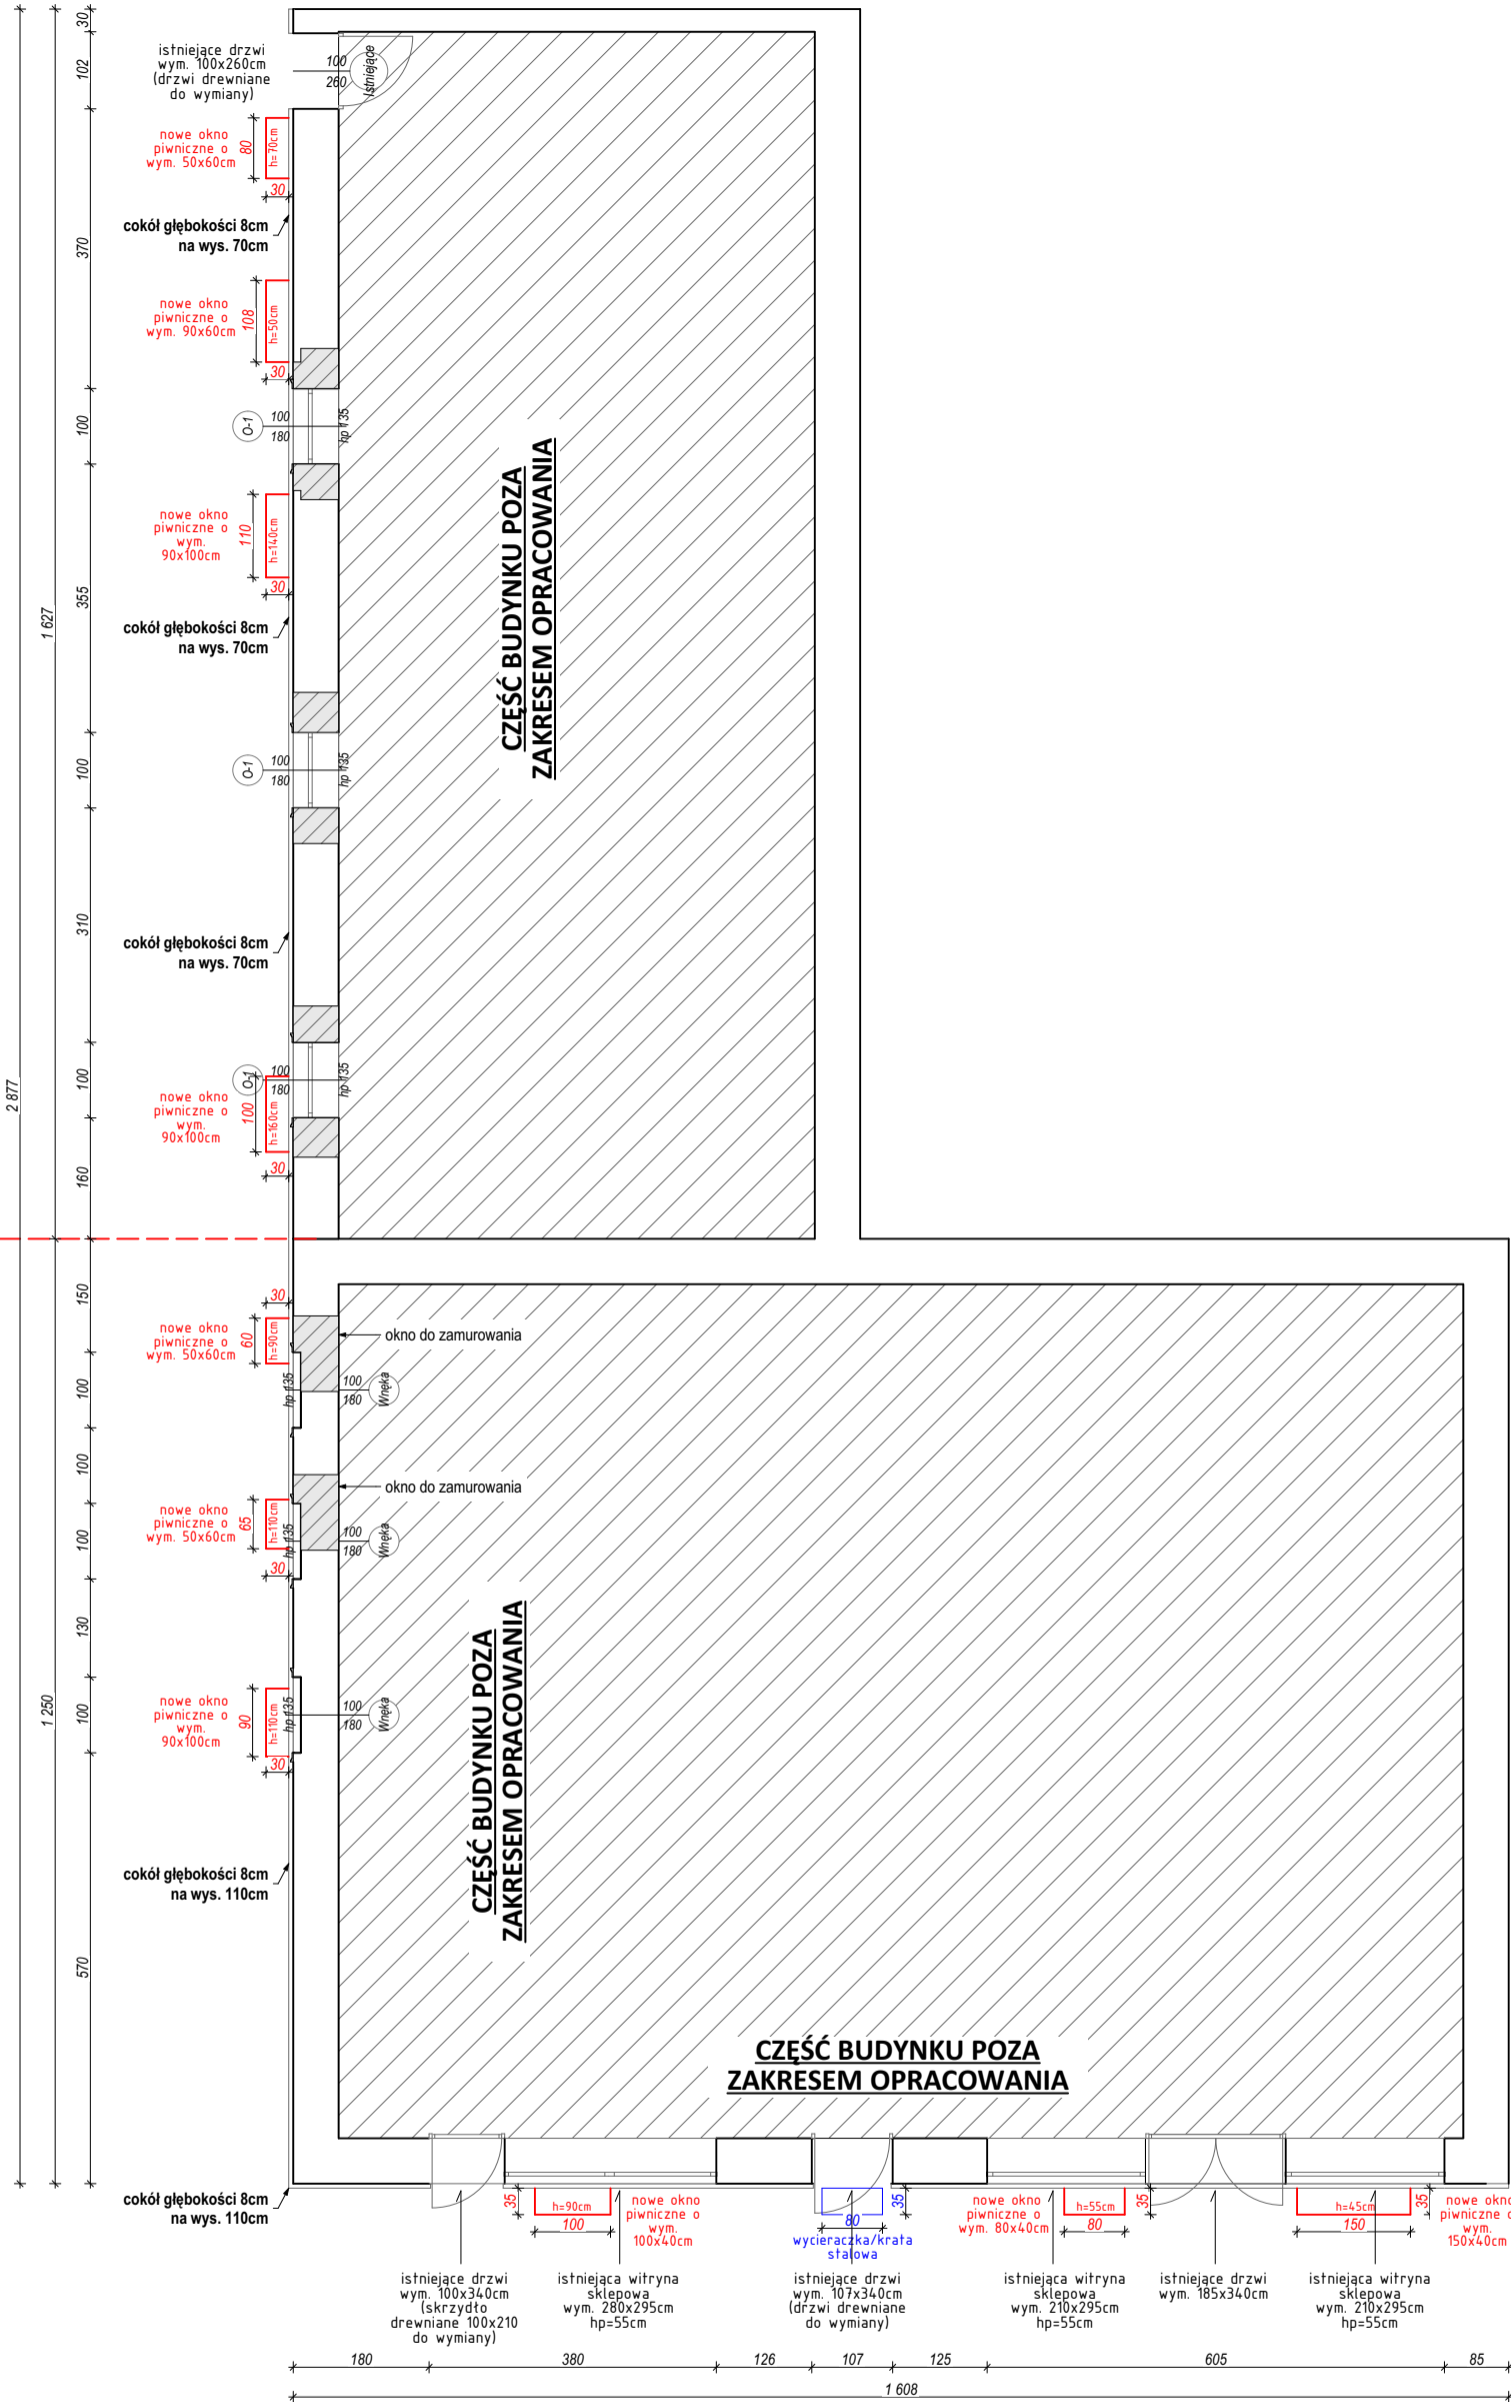 30
102
370
100
355
100
310
100
160
150
100
100
100
130
100
570
1 627
1 250
2 877
istniejące drzwi
wym. 100x260cm
(drzwi drewniane
do wymiany)
100
260
Istniejące
nowe okno
piwniczne o
wym. 50x60cm
80
h=70cm
30
cokół głębokości 8cm
na wys. 70cm
nowe okno
piwniczne o
wym. 90x60cm
108
h=50cm
30
O-1
100
180
hp 135
nowe okno
piwniczne o
wym.
90x100cm
110
h=140cm
30
cokół głębokości 8cm
na wys. 70cm
CZĘŚĆ BUDYNKU POZA
ZAKRESEM OPRACOWANIA
O-1
100
180
hp 135
cokół głębokości 8cm
na wys. 70cm
O-1
100
180
hp 135
nowe okno
piwniczne o
wym.
90x100cm
100
h=160cm
30
30
nowe okno
piwniczne o
wym. 50x60cm
60
h=90cm
okno do zamurowania
hp 135
100
180
Wnęka
okno do zamurowania
nowe okno
piwniczne o
wym. 50x60cm
65
h=110cm
30
hp 135
100
180
Wnęka
nowe okno
piwniczne o
wym.
90x100cm
90
h=110cm
30
hp 135
100
180
Wnęka
CZĘŚĆ BUDYNKU POZA
ZAKRESEM OPRACOWANIA
cokół głębokości 8cm
na wys. 110cm
CZĘŚĆ BUDYNKU POZA
ZAKRESEM OPRACOWANIA
cokół głębokości 8cm
na wys. 110cm
35
h=90cm
100
nowe okno
piwniczne o
wym.
100x40cm
80
35
wycieraczka/krata
stalowa
nowe okno
piwniczne o
wym. 80x40cm
h=55cm
80
35
h=45cm
150
35
nowe okno
piwniczne o
wym.
150x40cm
istniejące drzwi
wym. 100x340cm
(skrzydło
drewniane 100x210
do wymiany)
istniejąca witryna
sklepowa
wym. 280x295cm
hp=55cm
istniejące drzwi
wym. 107x340cm
(drzwi drewniane
do wymiany)
istniejąca witryna
sklepowa
wym. 210x295cm
hp=55cm
istniejące drzwi
wym. 185x340cm
istniejąca witryna
sklepowa
wym. 210x295cm
hp=55cm
180
380
126
107
125
605
85
1 608